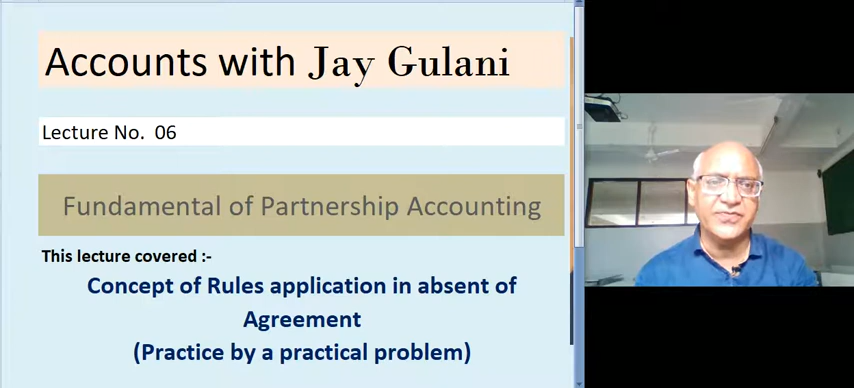 Accounts with Jay Gulani
Lecture No. 06
Fundamental of Partnership Accounting
This lecture covered :-
Concept of Rules application in absent of
Agreement
(Practice by a practical problem)